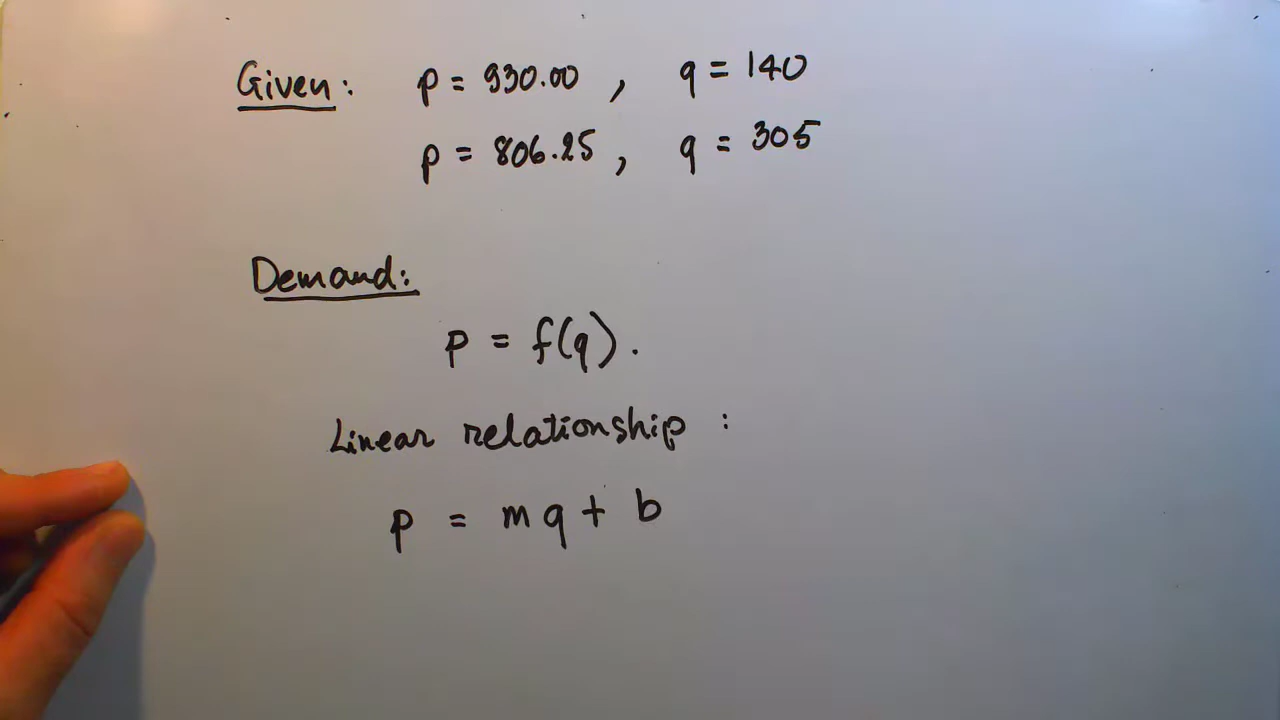 Given: p = 930.00 , q = 140
p = 806.25 , q = 305
Demand:
p = f(q).
Linear relationship :
p = mq + b